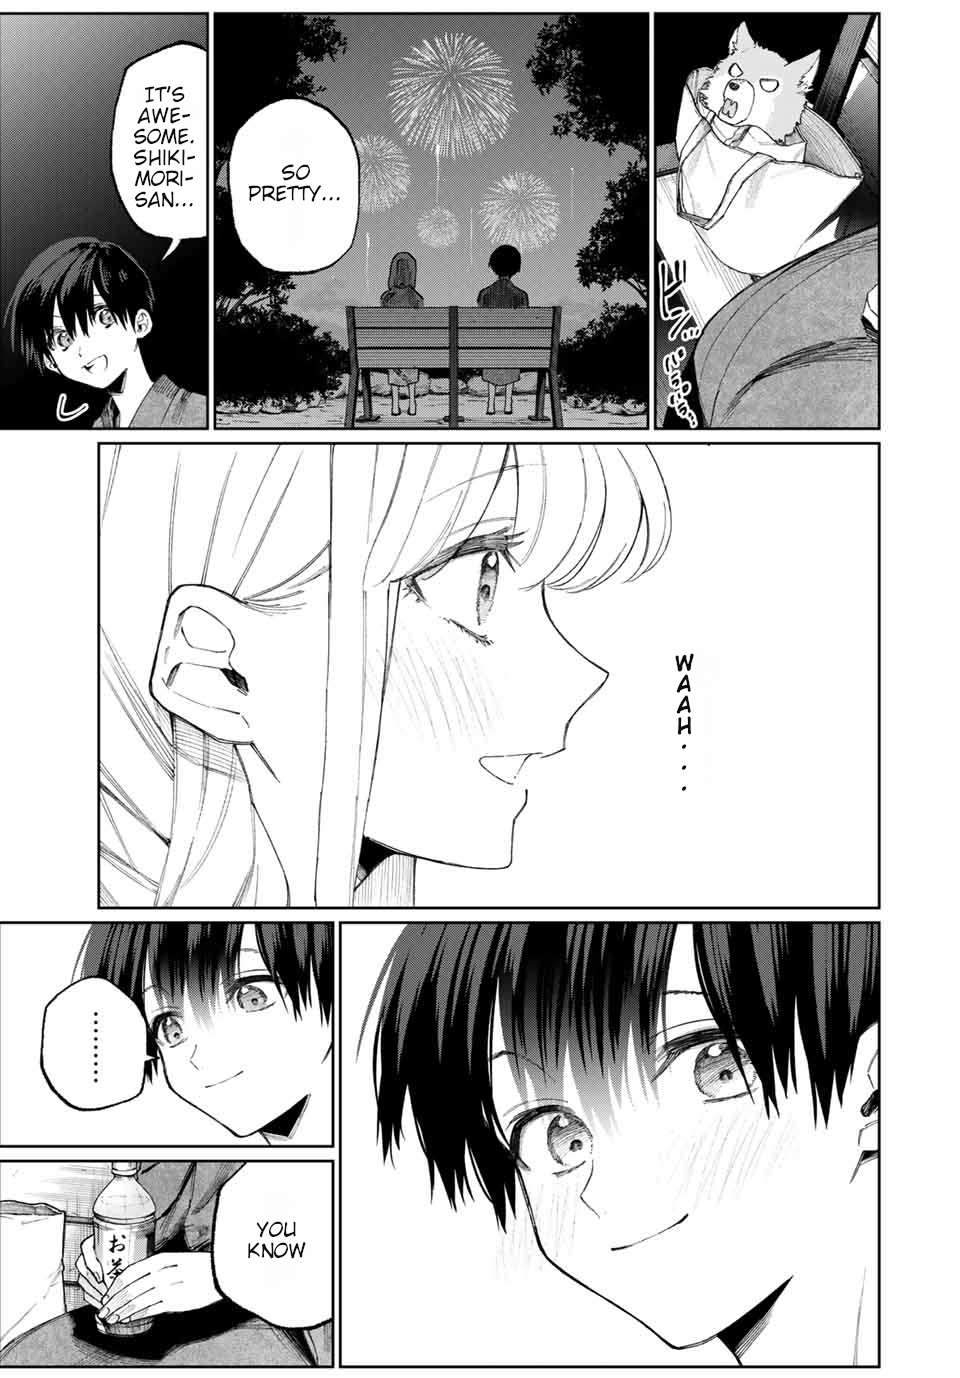 SO
PRETTY...
IT'S
AWE-
SOME.
SHIKI-
MORI-
SAN...
WAAH...
.........
YOU
KNOW
お茶